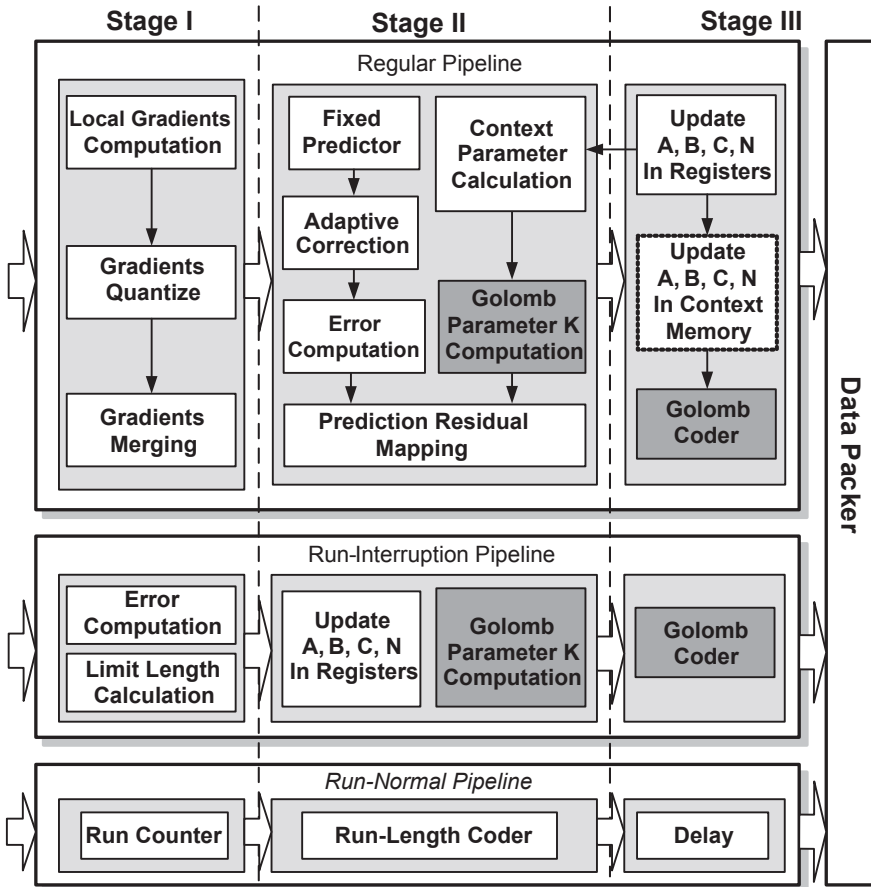 Stage I
Stage II
Stage III
Regular Pipeline
Local Gradients
Computation
Gradients
Quantize
Gradients
Merging
Fixed
Predictor
Adaptive
Correction
Error
Computation
Context
Parameter
Calculation
Golomb
Parameter K
Computation
Prediction Residual
Mapping
Update
A, B, C, N
In Registers
Update
A, B, C, N
In Context
Memory
Golomb
Coder
Run-Interruption Pipeline
Error
Computation
Limit Length
Calculation
Update
A, B, C, N
In Registers
Golomb
Parameter K
Computation
Golomb
Coder
Run-Normal Pipeline
Run Counter
Run-Length Coder
Delay
Data Packer